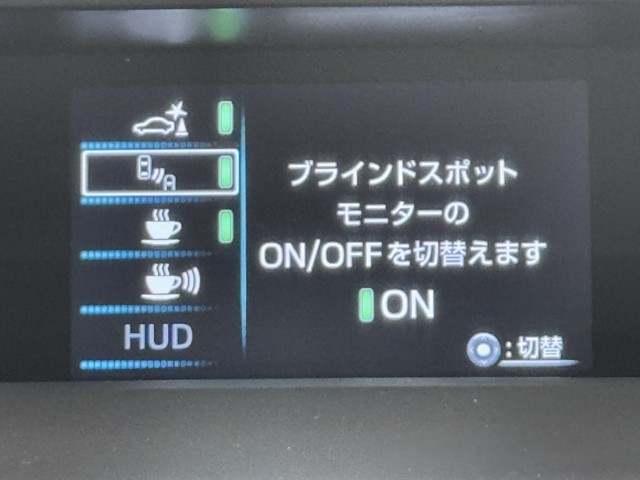 ブラインドスポット
モニターの
ON/OFFを切替えます
ON
HUD
:切替